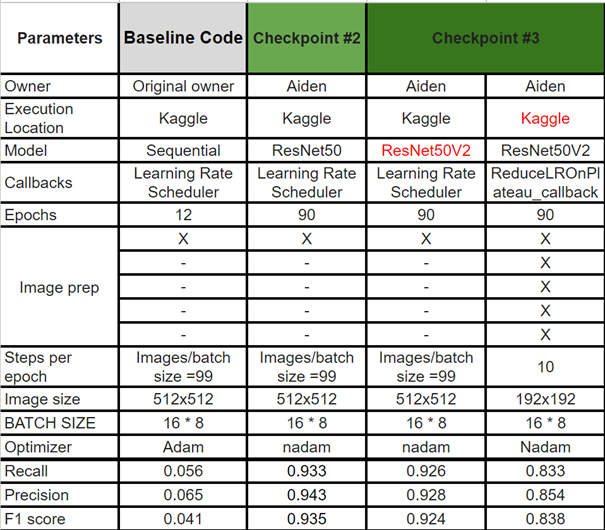 Parameters Baseline Code Checkpoint #2 Checkpoint #3
Owner Original owner Aiden Aiden Aiden
Execution
Location Kaggle Kaggle Kaggle Kaggle
Model Sequential ResNet50 ResNet50V2 ResNet50V2
Callbacks Learning Rate Learning Rate Learning Rate ReduceLROnPl
Scheduler Scheduler Scheduler ateau_callback
Epochs 12 90 90 90
Image prep X X X X
- - - X
- - - X
- - - X
- - - X
Steps per Images/batch Images/batch Images/batch 10
epoch size =99 size =99 size =99
Image size 512x512 512x512 512x512 192x192
BATCH SIZE 16 * 8 16 * 8 16 * 8 16 * 8
Optimizer Adam nadam nadam Nadam
Recall 0.056 0.933 0.926 0.833
Precision 0.065 0.943 0.928 0.854
F1 score 0.041 0.935 0.924 0.838